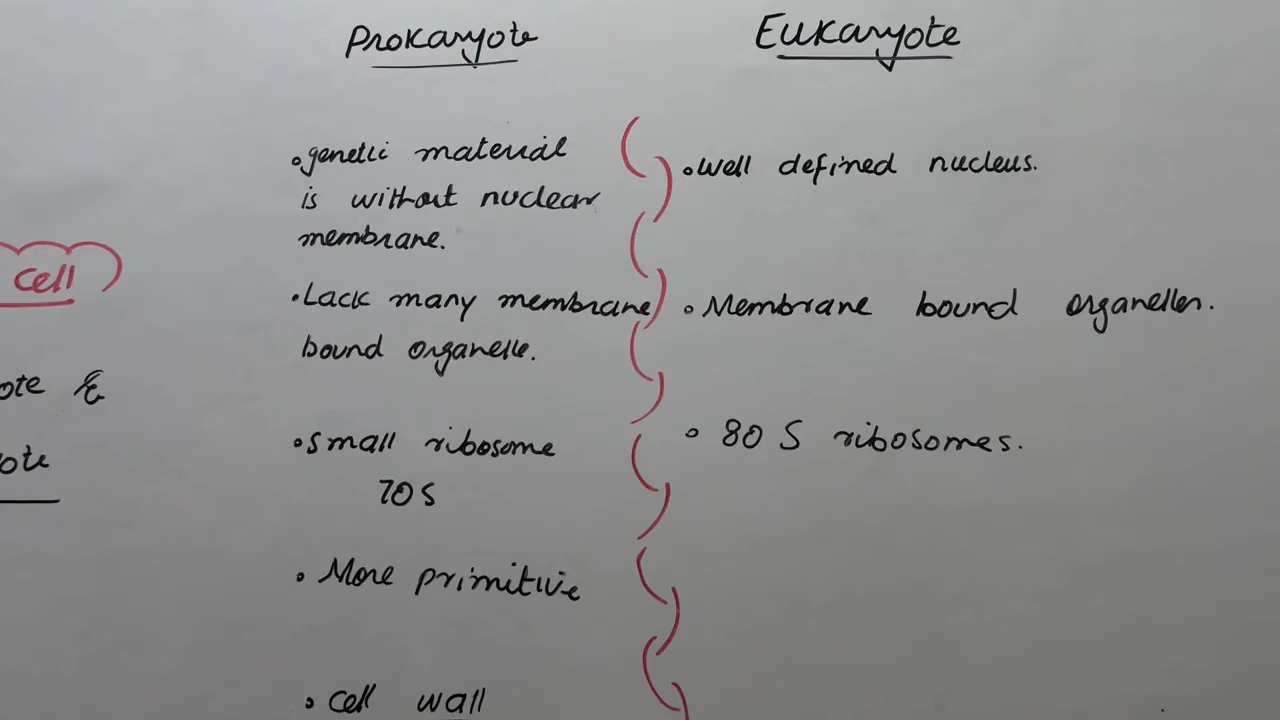 Prokaryote
Eukaryote
• genetic material
is without nuclear
membrane.
• Well defined nucleus.
Cell
• Lack many membrane
bound organelle.
• Membrane bound organelles.
ote &
ote
• Small ribosome
70 S
• 80 S ribosomes.
• More primitive
• Cell wall